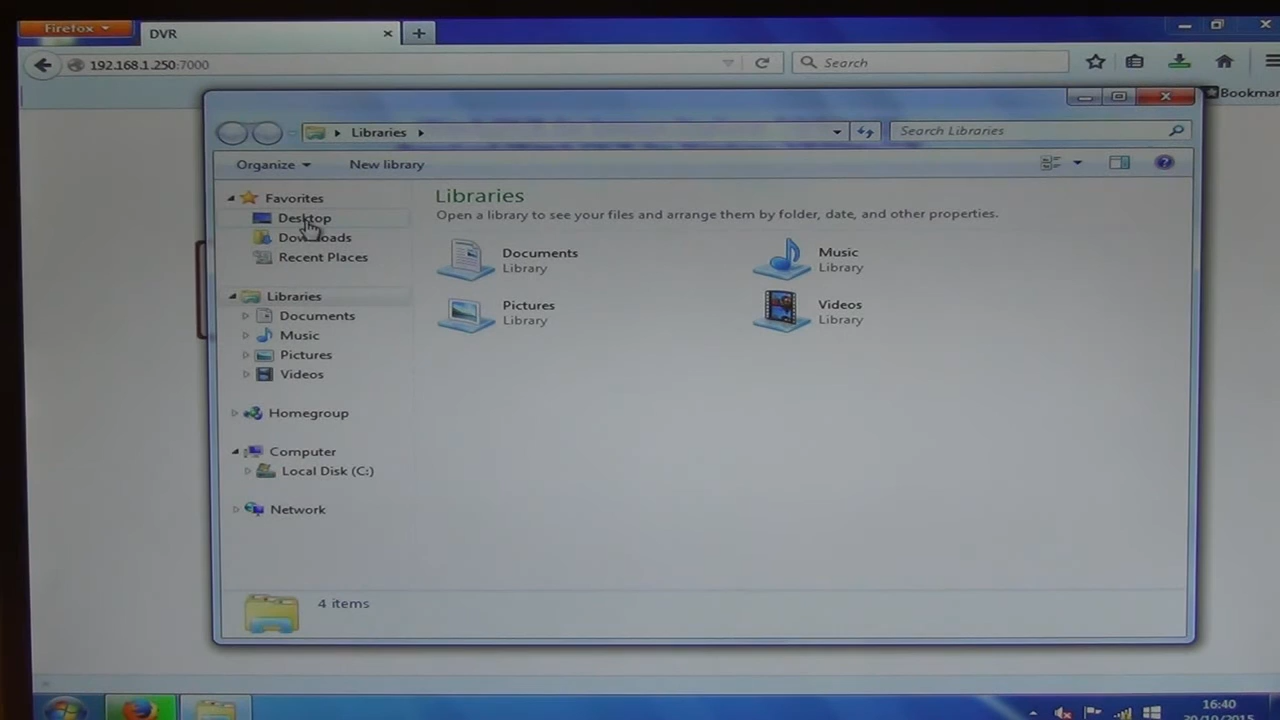 Firefox
DVR
192.168.1.250:7000
Search
Bookmar
Libraries
Search Libraries
Organize
New library
Favorites
Desktop
Downloads
Recent Places
Libraries
Documents
Music
Pictures
Videos
Homegroup
Computer
Local Disk (C:)
Network
Libraries
Open a library to see your files and arrange them by folder, date, and other properties.
Documents
Library
Music
Library
Pictures
Library
Videos
Library
4 items
16:40
20/10/2015